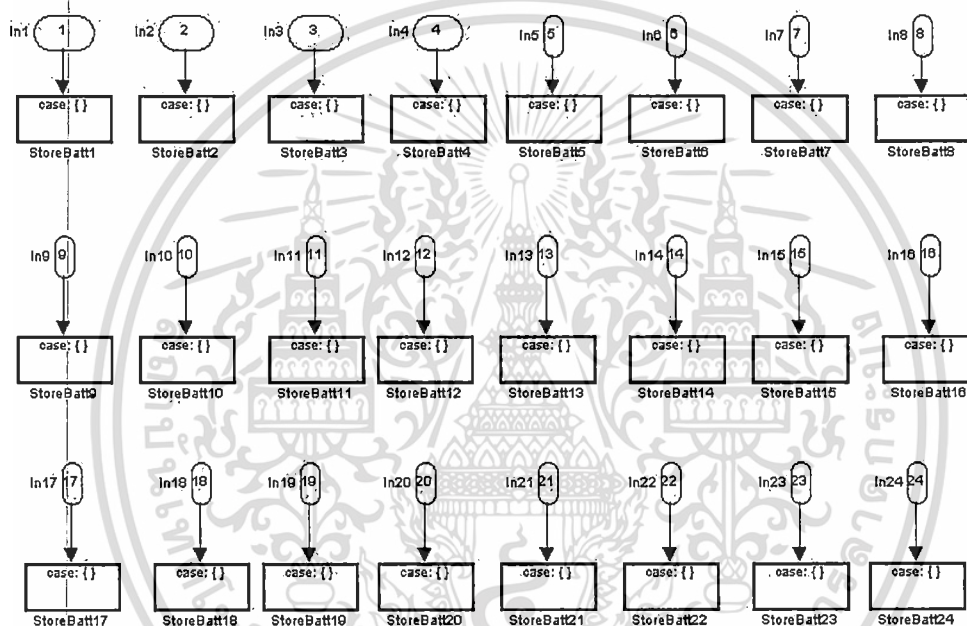 In1 1 In2 2 In3 3 In4 4 In5 5 In6 6 In7 7 In8 8
case: { } case: { } case: { } case: { } case: { } case: { } case: { } case: { }
StoreBatt1 StoreBatt2 StoreBatt3 StoreBatt4 StoreBatt5 StoreBatt6 StoreBatt7 StoreBatt8
In9 9 In10 10 In11 11 In12 12 In13 13 In14 14 In15 15 In16 16
case: { } case: { } case: { } case: { } case: { } case: { } case: { } case: { }
StoreBatt9 StoreBatt10 StoreBatt11 StoreBatt12 StoreBatt13 StoreBatt14 StoreBatt15 StoreBatt16
In17 17 In18 18 In19 19 In20 20 In21 21 In22 22 In23 23 In24 24
case: { } case: { } case: { } case: { } case: { } case: { } case: { } case: { }
StoreBatt17 StoreBatt18 StoreBatt19 StoreBatt20 StoreBatt21 StoreBatt22 StoreBatt23 StoreBatt24